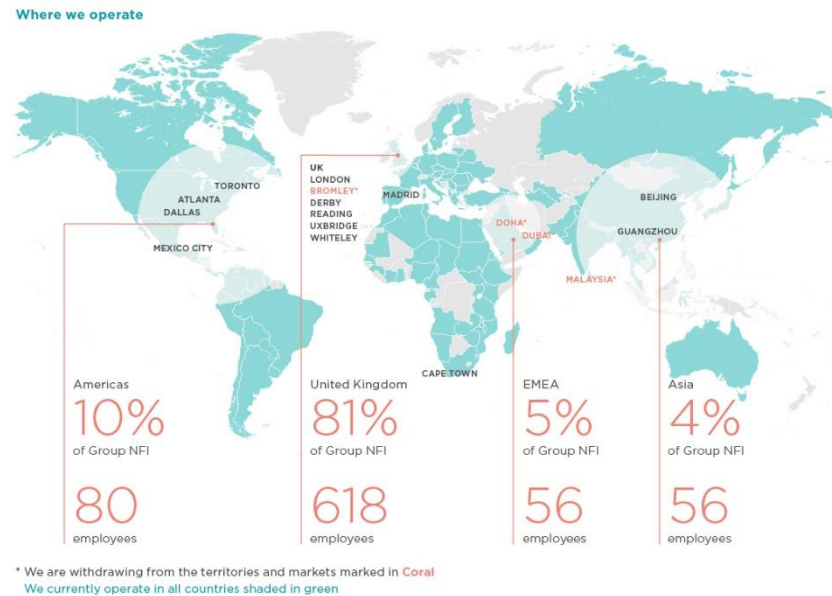 Where we operate
UK
LONDON
BROMLEY*
DERBY
READING
UXBRIDGE
WHITELEY
TORONTO
ATLANTA
DALLAS
MEXICO CITY
MADRID
DOHA*
DUBAI*
BEIJING
GUANGZHOU
MALAYSIA*
CAPE TOWN
Americas
10%
of Group NFI
80
employees
United Kingdom
81%
of Group NFI
618
employees
EMEA
5%
of Group NFI
56
employees
Asia
4%
of Group NFI
56
employees
* We are withdrawing from the territories and markets marked in Coral
We currently operate in all countries shaded in green